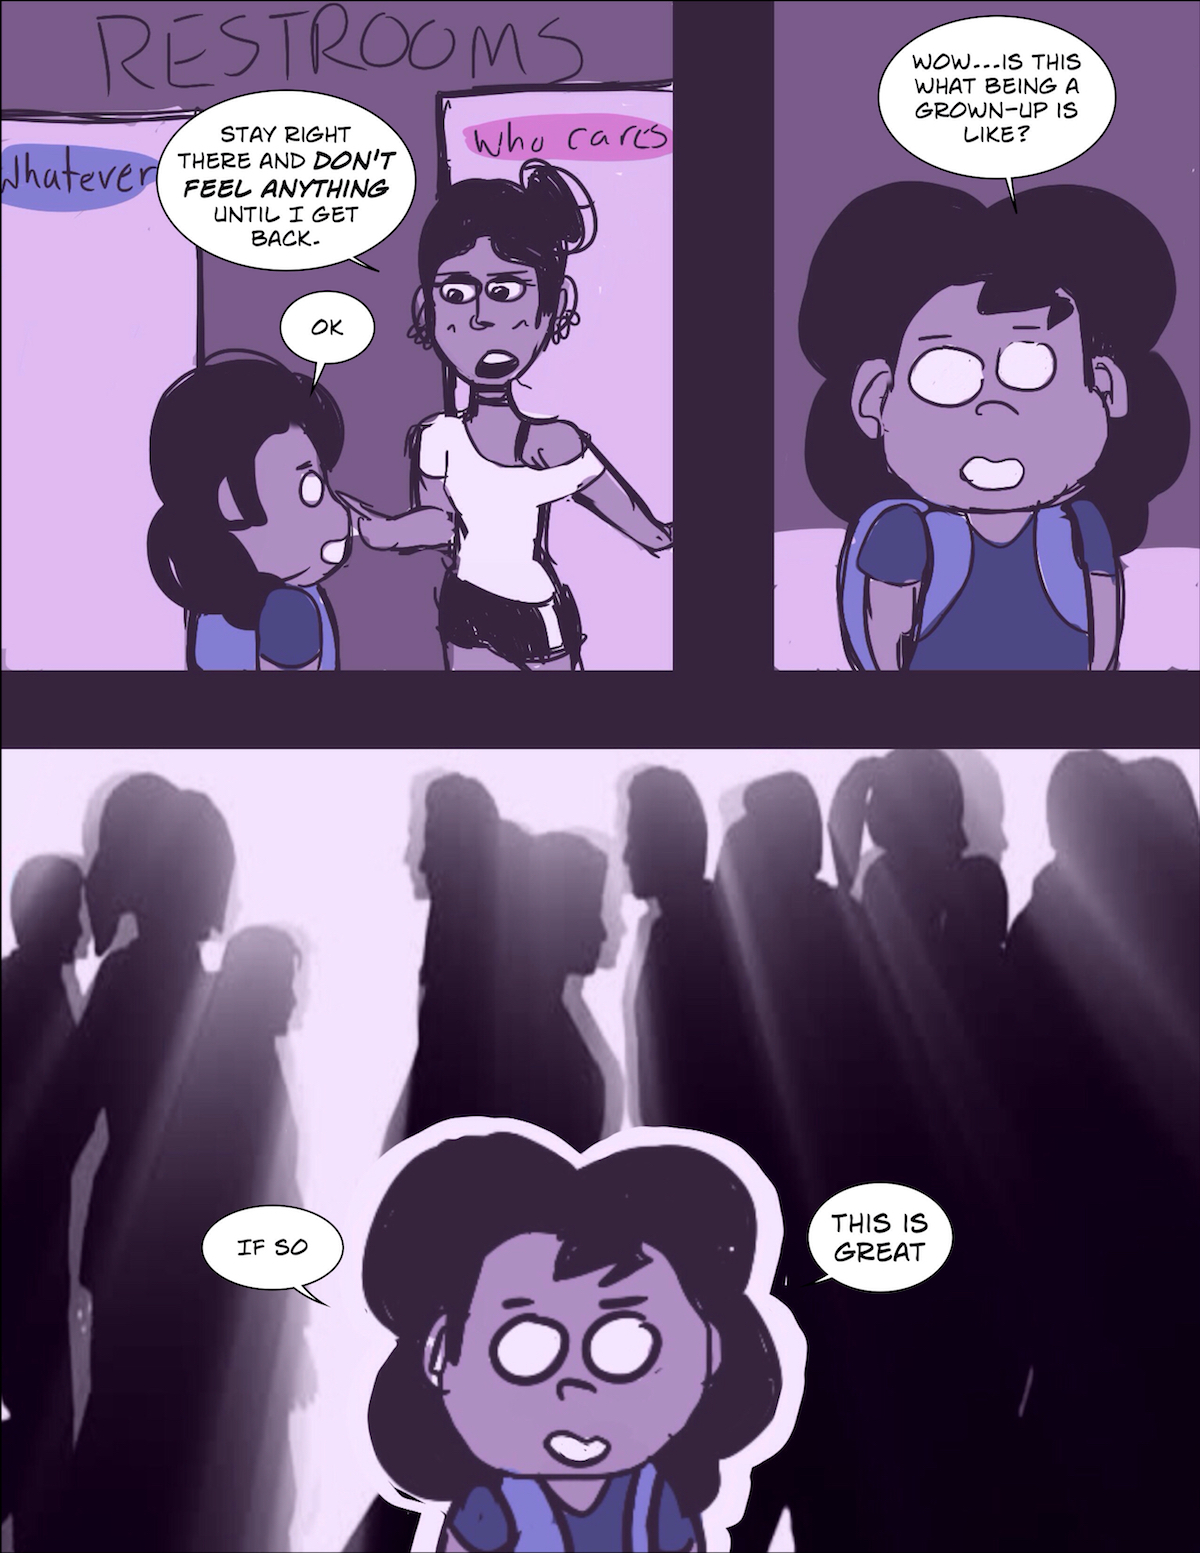 RESTROOMS
Whatever
Who cares
STAY RIGHT
THERE AND DON'T
FEEL ANYTHING
UNTIL I GET
BACK.
OK
WOW...IS THIS
WHAT BEING A
GROWN-UP IS
LIKE?
IF SO
THIS IS
GREAT